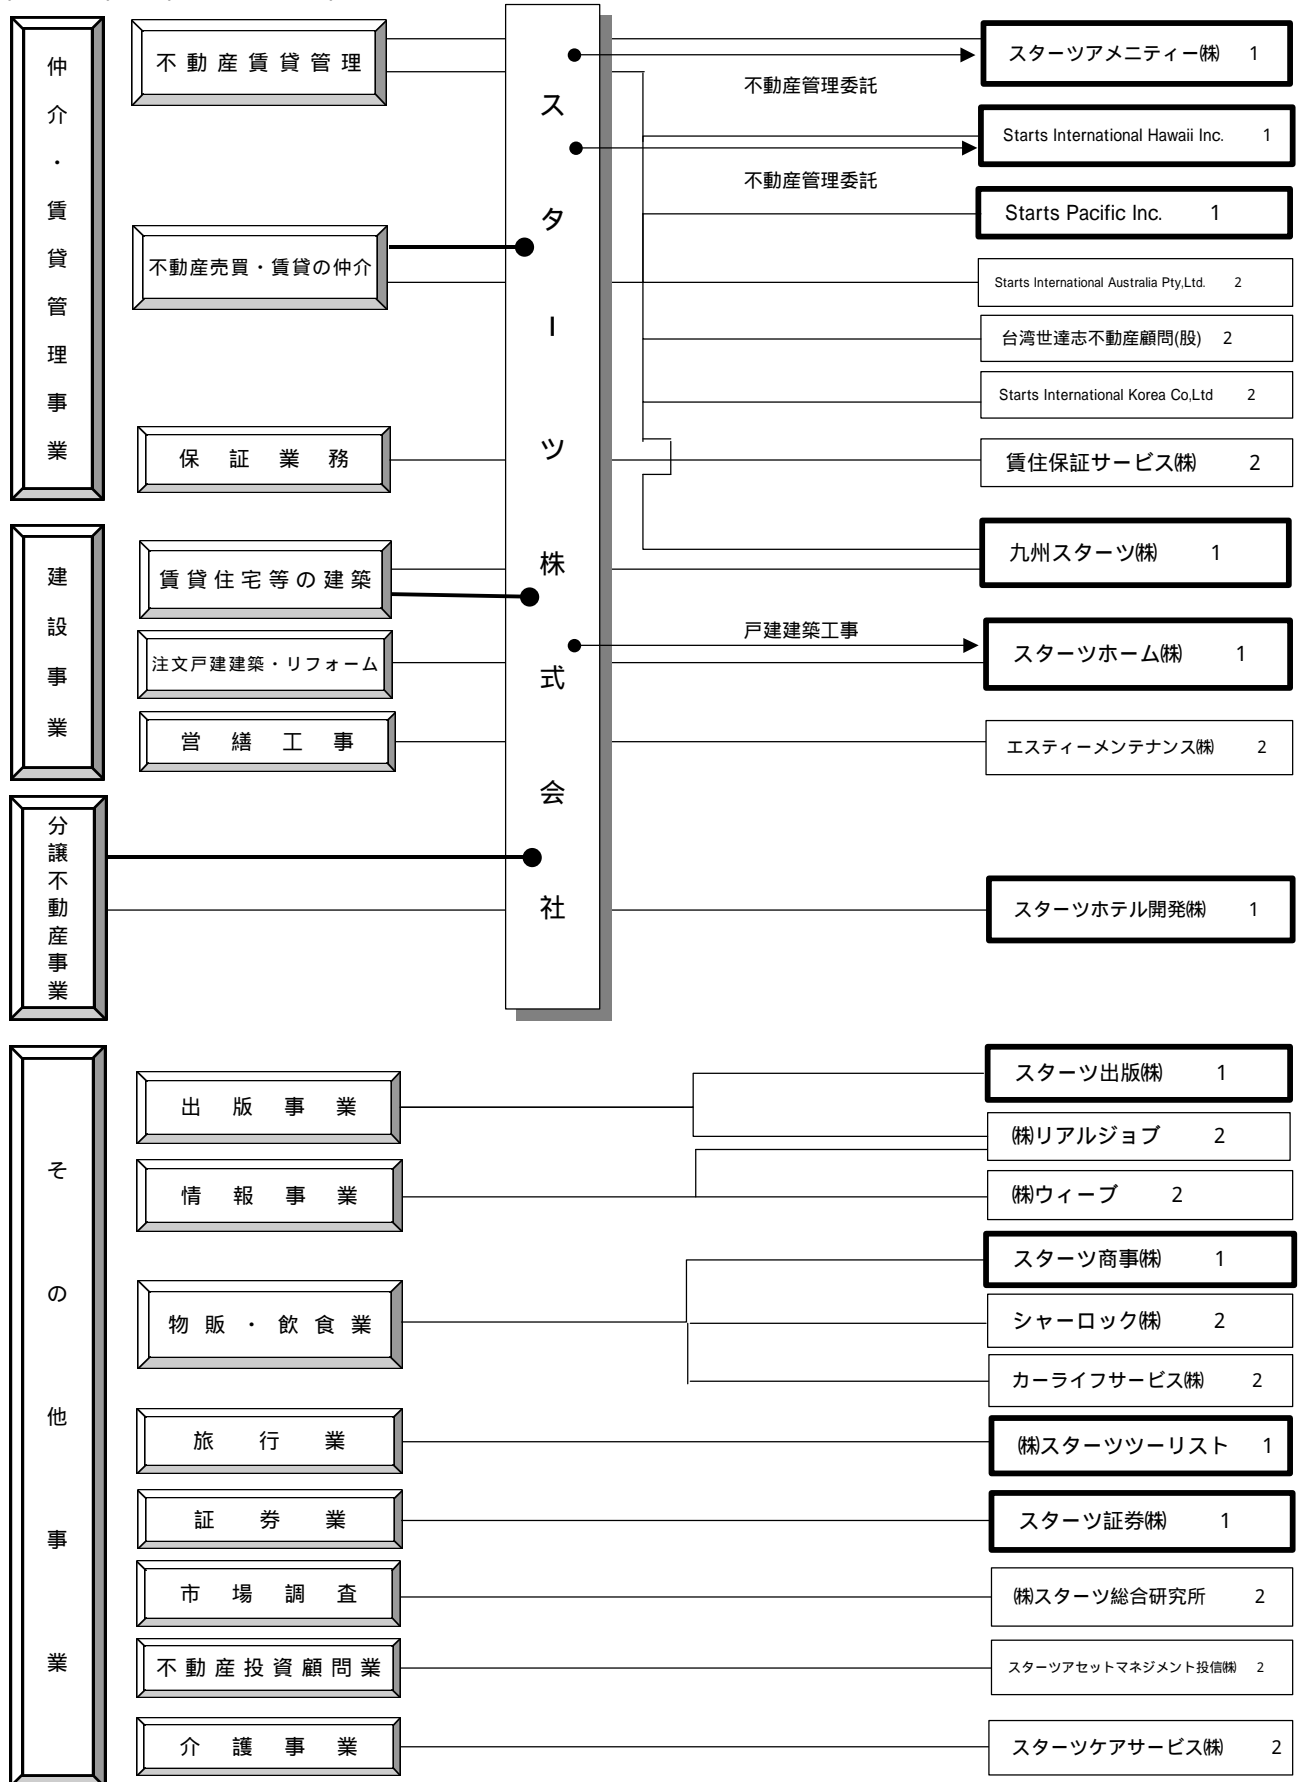 仲介・賃貸管理事業
不動産賃貸管理
不動産売買・賃貸の仲介
保証業務
スターツ株式会社
不動産管理委託
不動産管理委託
スターツアメニティー㈱ 1
Starts International Hawaii Inc. 1
Starts Pacific Inc. 1
Starts International Australia Pty,Ltd. 2
台湾世達志不動産顧問(股) 2
Starts International Korea Co,Ltd 2
賃住保証サービス㈱ 2
九州スターツ㈱ 1
建設事業
賃貸住宅等の建築
注文戸建建築・リフォーム
営繕工事
戸建建築工事
スターツホーム㈱ 1
エスティーメンテナンス㈱ 2
分譲不動産事業
スターツホテル開発㈱ 1
その他事業
出版事業
スターツ出版㈱ 1
㈱リアルジョブ 2
情報事業
㈱ウィーブ 2
物販・飲食業
スターツ商事㈱ 1
シャーロック㈱ 2
カーライフサービス㈱ 2
旅行業
㈱スターツツーリスト 1
証券業
スターツ証券㈱ 1
市場調査
㈱スターツ総合研究所 2
不動産投資顧問業
スターツアセットマネジメント投信㈱ 2
介護事業
スターツケアサービス㈱ 2